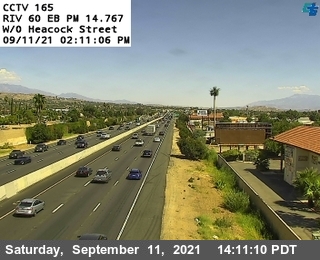 CCTV 165
RIV 60 EB PM 14.767
W/O Heacock Street
09/11/21 02:11:06 PM
Saturday, September 11, 2021 14:11:10 PDT